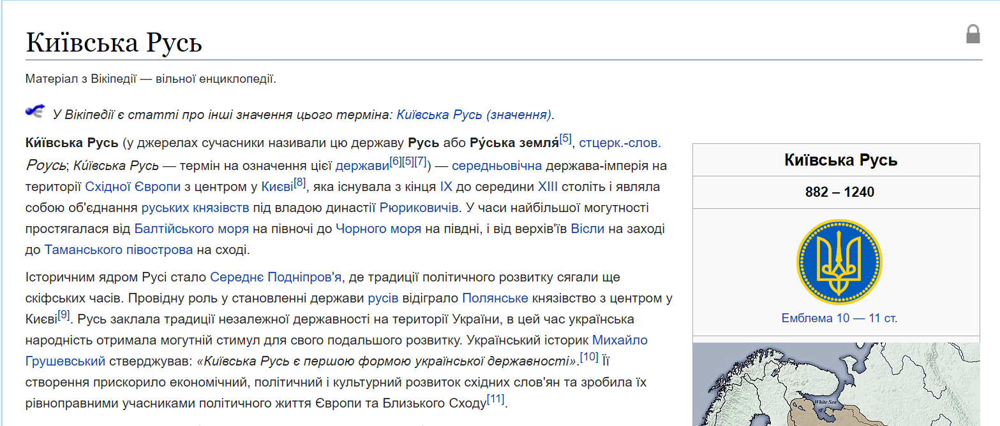 Київська Русь
Матеріал з Вікіпедії — вільної енциклопедії.
У Вікіпедії є статті про інші значення цього терміна: Київська Русь (значення).
Ки́ївська Русь (у джерелах сучасники називали цю державу Русь або Ру́ська земля́[5], стцерк.-слов.
Роусь; Ки́ївська Русь — термін на означення цієї держави[6][5][7]) — середньовічна держава-імперія на
території Східної Європи з центром у Києві[8], яка існувала з кінця IX до середини XIII століть і являла
собою об'єднання руських князівств під владою династії Рюриковичів. У часи найбільшої могутності
простягалася від Балтійського моря на півночі до Чорного моря на півдні, і від верхів'їв Вісли на заході
до Таманського півострова на сході.
Історичним ядром Русі стало Середнє Подніпров'я, де традиції політичного розвитку сягали ще
скіфських часів. Провідну роль у становленні держави русів відіграло Полянське князівство з центром у
Києві[9]. Русь заклала традиції незалежної державності на території України, в цей час українська
народність отримала могутній стимул для свого подальшого розвитку. Український історик Михайло
Грушевський стверджував: «Київська Русь є першою формою української державності».[10] Її
створення прискорило економічний, політичний і культурний розвиток східних слов'ян та зробила їх
рівноправними учасниками політичного життя Європи та Близького Сходу[11].
Київська Русь
882 – 1240
Емблема 10 — 11 ст.
White Sea